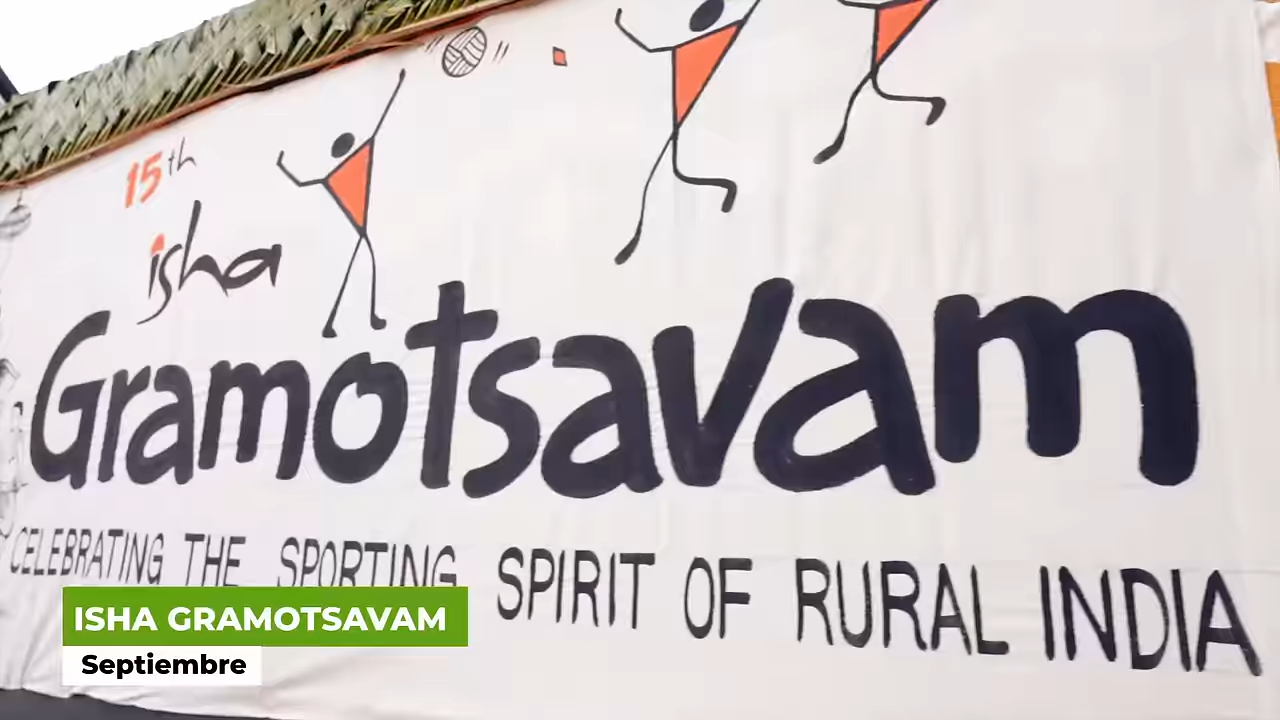 15th
isha
Gramotsavam
CELEBRATING THE SPORTING SPIRIT OF RURAL INDIA
ISHA GRAMOTSAVAM
Septiembre